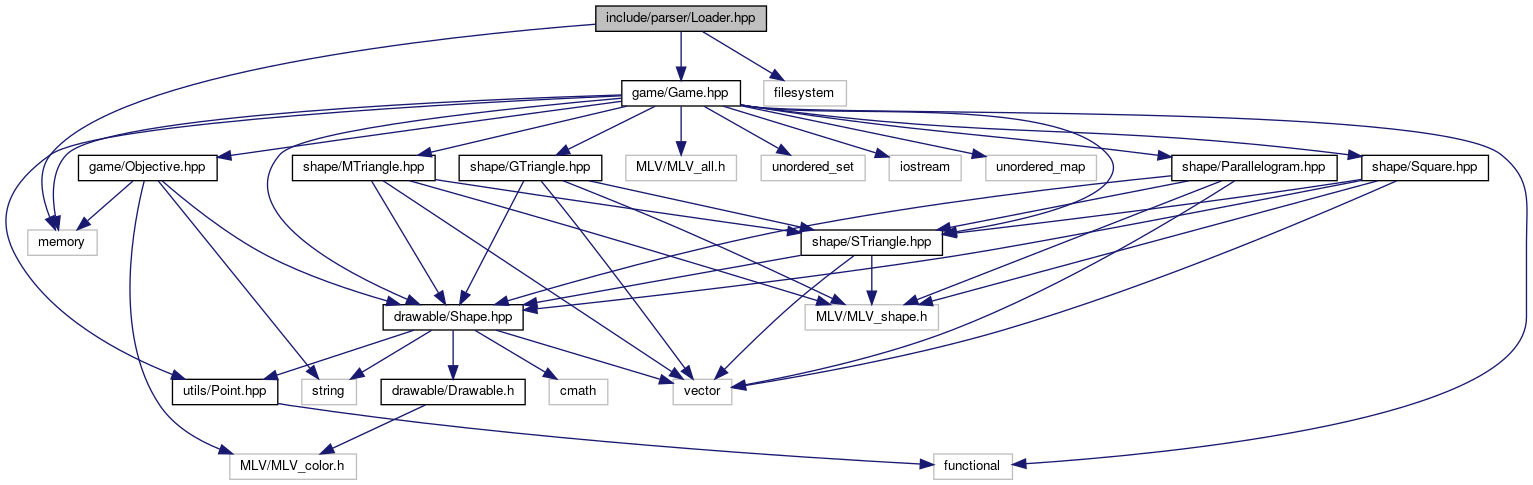 include/parser/Loader.hpp
game/Game.hpp
filesystem
game/Objective.hpp
shape/MTriangle.hpp
shape/GTriangle.hpp
MLV/MLV_all.h
unordered_set
iostream
unordered_map
shape/Parallelogram.hpp
shape/Square.hpp
memory
shape/STriangle.hpp
drawable/Shape.hpp
MLV/MLV_shape.h
utils/Point.hpp
string
drawable/Drawable.h
cmath
vector
MLV/MLV_color.h
functional